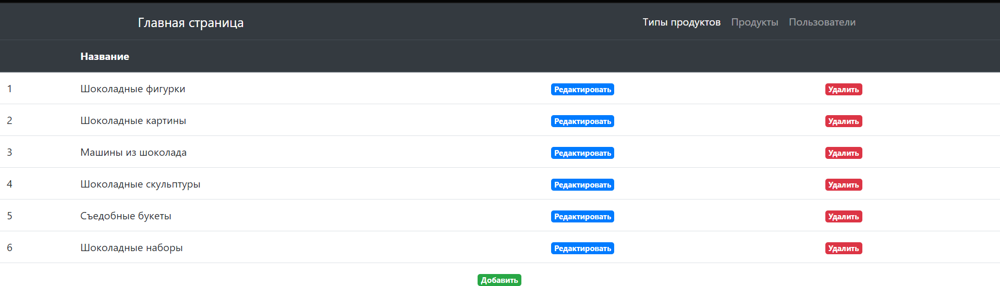 Главная страница Типы продуктов Продукты Пользователи
Название
1 Шоколадные фигурки Редактировать Удалить
2 Шоколадные картины Редактировать Удалить
3 Машины из шоколада Редактировать Удалить
4 Шоколадные скульптуры Редактировать Удалить
5 Съедобные букеты Редактировать Удалить
6 Шоколадные наборы Редактировать Удалить
Добавить